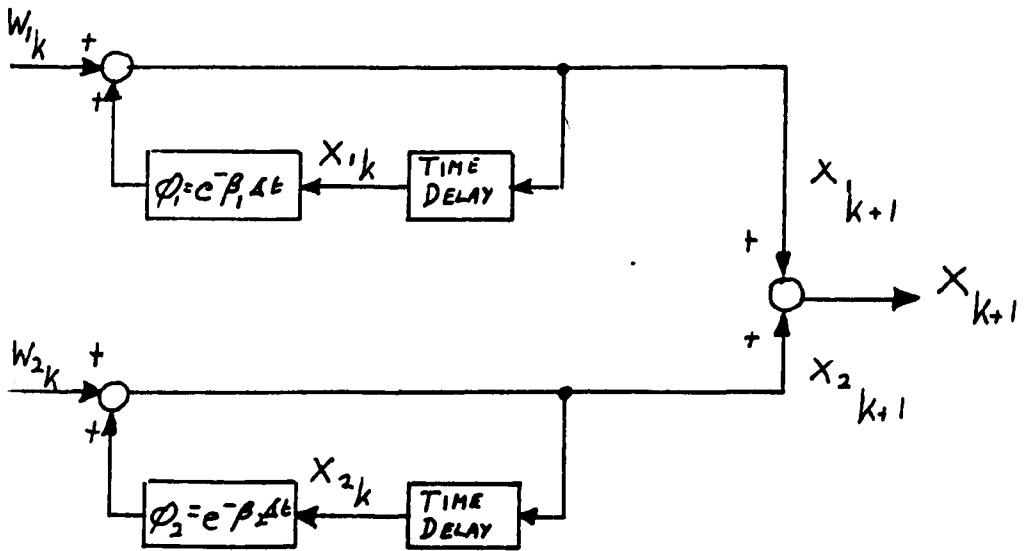 W₁ₖ
+
+
φ₁=e^-β₁Δt
X₁ₖ
TIME
DELAY
X k+1
+
X k+1
+
W₂ₖ
+
+
φ₂=e^-β₂Δt
X₂ₖ
TIME
DELAY
X₂ k+1